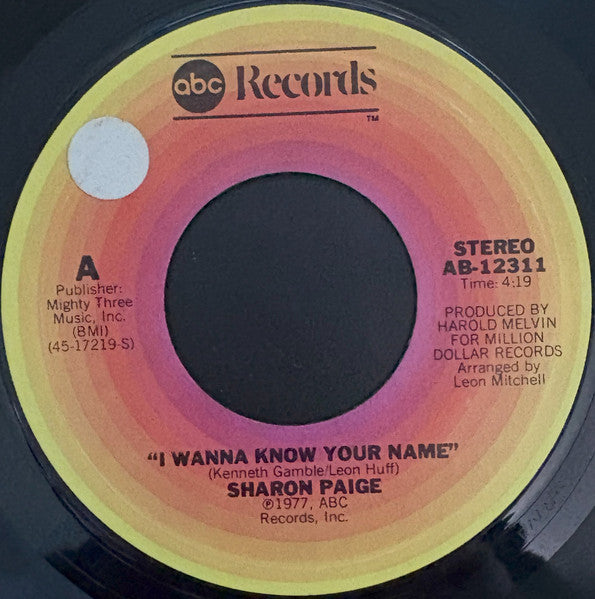 abc Records
TM
A
Publisher:
Mighty Three
Music, Inc.
(BMI)
(45-17219-S)
STEREO
AB-12311
Time: 4:19
PRODUCED BY
HAROLD MELVIN
FOR MILLION
DOLLAR RECORDS
Arranged by
Leon Mitchell
"I WANNA KNOW YOUR NAME"
(Kenneth Gamble/Leon Huff)
SHARON PAIGE
℗1977, ABC
Records, Inc.